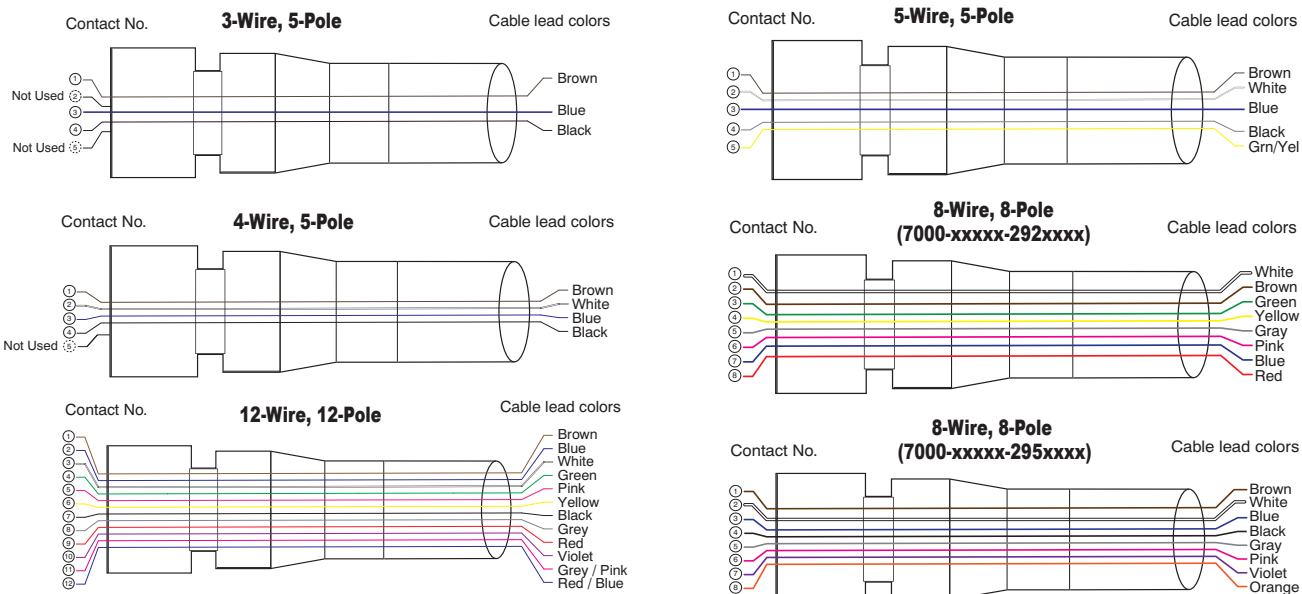 3-Wire, 5-Pole
Contact No.
Cable lead colors
1
Not Used 2
3
4
Not Used 5
Brown
Blue
Black
4-Wire, 5-Pole
Contact No.
Cable lead colors
1
2
3
4
Not Used 5
Brown
White
Blue
Black
12-Wire, 12-Pole
Contact No.
Cable lead colors
1
2
3
4
5
6
7
8
9
10
11
12
Brown
Blue
White
Green
Pink
Yellow
Black
Grey
Red
Violet
Grey / Pink
Red / Blue
5-Wire, 5-Pole
Contact No.
Cable lead colors
1
2
3
4
5
Brown
White
Blue
Black
Grn/Yel
8-Wire, 8-Pole
(7000-xxxxx-292xxxx)
Contact No.
Cable lead colors
1
2
3
4
5
6
7
8
White
Brown
Green
Yellow
Gray
Pink
Blue
Red
8-Wire, 8-Pole
(7000-xxxxx-295xxxx)
Contact No.
Cable lead colors
1
2
3
4
5
6
7
8
Brown
White
Blue
Black
Gray
Pink
Violet
Orange